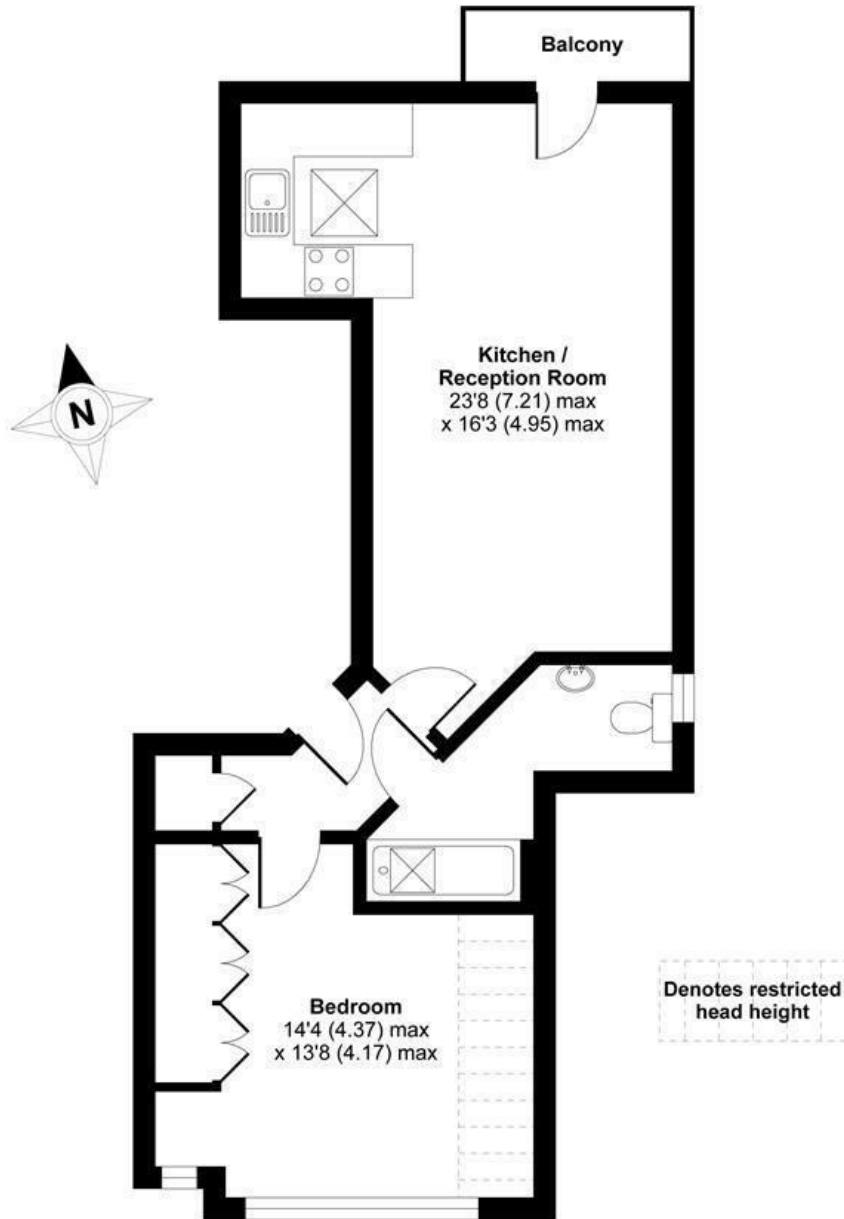 Balcony
Kitchen /
Reception Room
23'8 (7.21) max
x 16'3 (4.95) max
N
Bedroom
14'4 (4.37) max
x 13'8 (4.17) max
Denotes restricted
head height